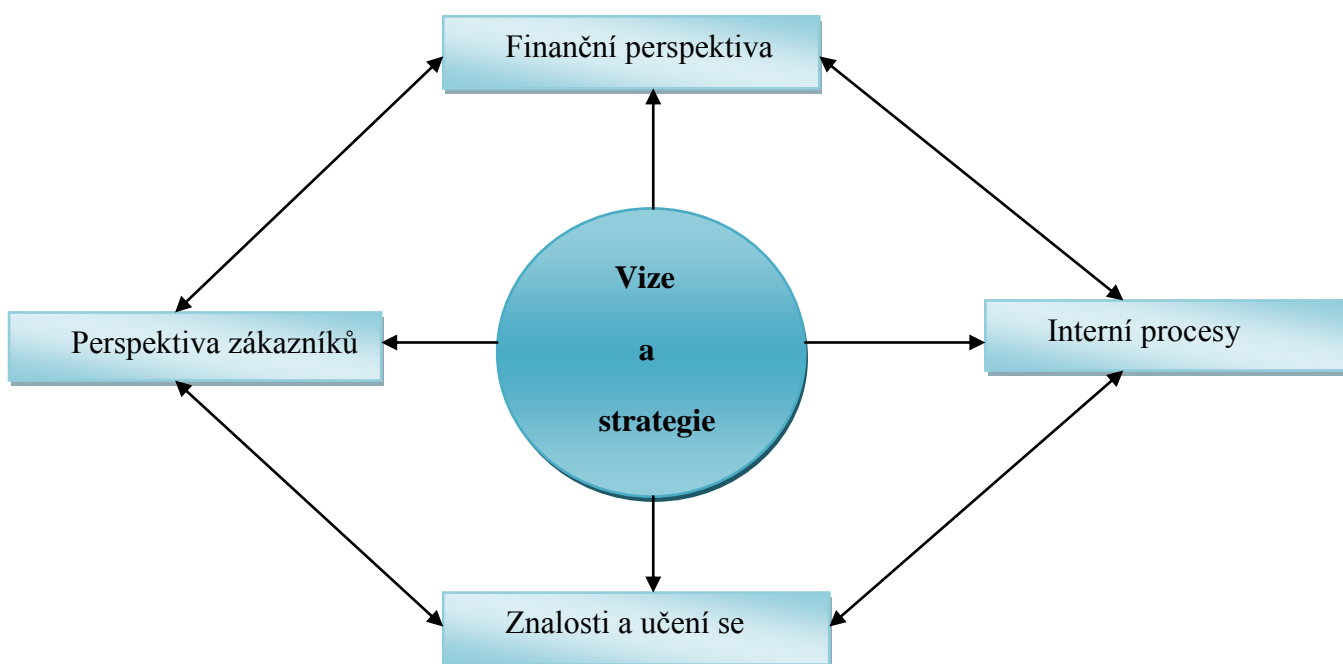 Finanční perspektiva
Vize
a
strategie
Perspektiva zákazníků
Interní procesy
Znalosti a učení se